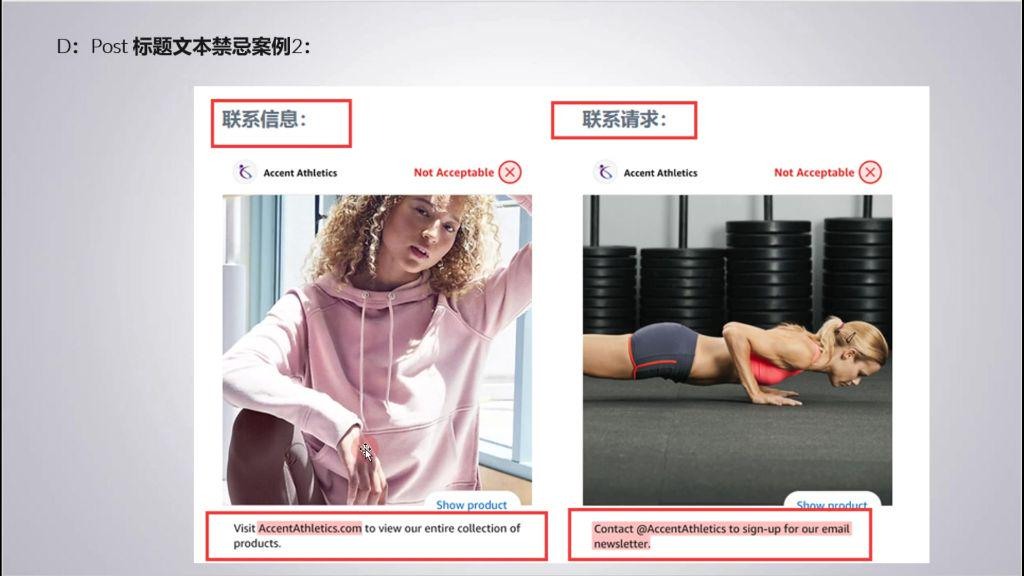 D：Post 标题文本禁忌案例2：
联系信息：
Accent Athletics
Not Acceptable
Show product
Visit AccentAthletics.com to view our entire collection of
products.
联系请求：
Accent Athletics
Not Acceptable
Show product
Contact @AccentAthletics to sign-up for our email
newsletter.